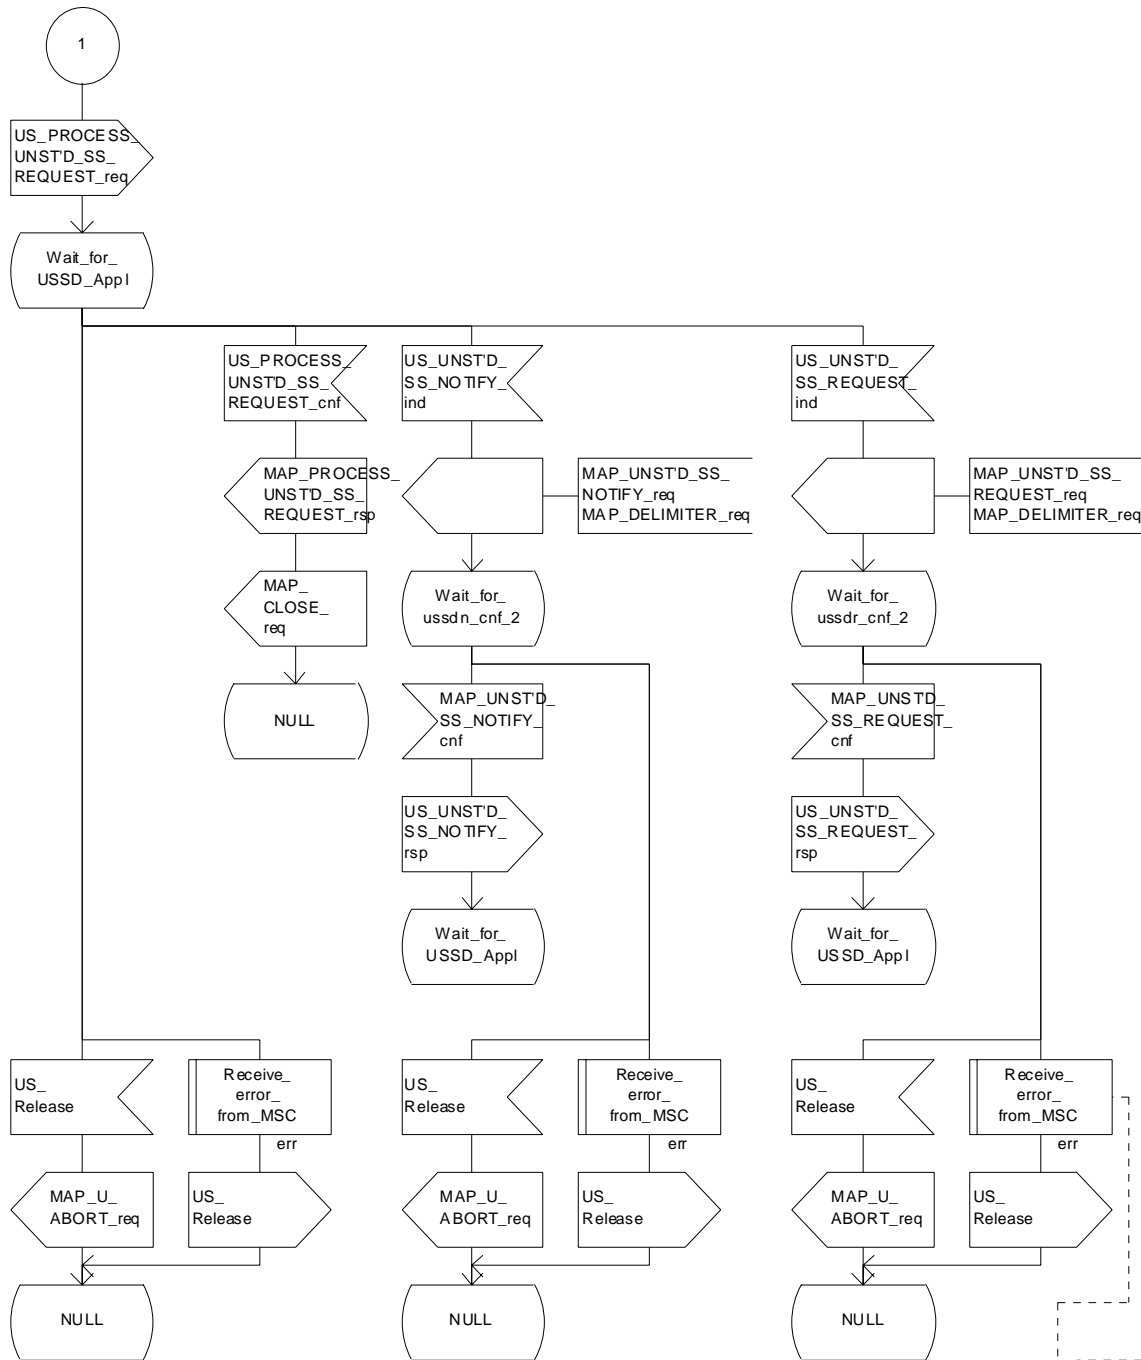 1
US_PROCESS_
UNST'D_SS_
REQUEST_req
Wait_for_
USSD_Appl
US_PROCESS_
UNST'D_SS_
REQUEST_cnf
US_UNST'D_
SS_NOTIFY_
ind
US_UNST'D_
SS_REQUEST_
ind
MAP_PROCESS_
UNST'D_SS_
REQUEST_rsp
MAP_UNST'D_SS_
NOTIFY_req
MAP_DELIMITER_req
MAP_UNST'D_SS_
REQUEST_req
MAP_DELIMITER_req
MAP_
CLOSE_
req
Wait_for_
ussdn_cnf_2
Wait_for_
ussdr_cnf_2
NULL
MAP_UNST'D_
SS_NOTIFY_
cnf
MAP_UNST'D_
SS_REQUEST_
cnf
US_UNST'D_
SS_NOTIFY_
rsp
US_UNST'D_
SS_REQUEST_
rsp
Wait_for_
USSD_Appl
Wait_for_
USSD_Appl
US_
Release
Receive_
error_
from_MSC
err
US_
Release
Receive_
error_
from_MSC
err
US_
Release
Receive_
error_
from_MSC
err
MAP_U_
ABORT_req
US_
Release
MAP_U_
ABORT_req
US_
Release
MAP_U_
ABORT_req
US_
Release
NULL
NULL
NULL